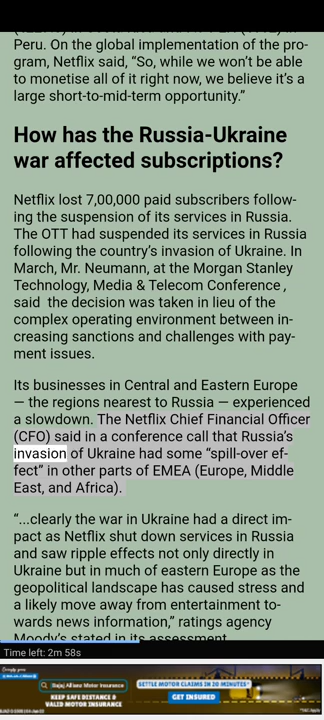 Peru. On the global implementation of the pro-
gram, Netflix said, “So, while we won’t be able
to monetise all of it right now, we believe it’s a
large short-to-mid-term opportunity.”
How has the Russia-Ukraine
war affected subscriptions?
Netflix lost 7,00,000 paid subscribers follow-
ing the suspension of its services in Russia.
The OTT had suspended its services in Russia
following the country’s invasion of Ukraine. In
March, Mr. Neumann, at the Morgan Stanley
Technology, Media & Telecom Conference ,
said the decision was taken in lieu of the
complex operating environment between in-
creasing sanctions and challenges with pay-
ment issues.
Its businesses in Central and Eastern Europe
— the regions nearest to Russia — experienced
a slowdown. The Netflix Chief Financial Officer
(CFO) said in a conference call that Russia’s
invasion of Ukraine had some “spill-over ef-
fect” in other parts of EMEA (Europe, Middle
East, and Africa).
“...clearly the war in Ukraine had a direct im-
pact as Netflix shut down services in Russia
and saw ripple effects not only directly in
Ukraine but in much of eastern Europe as the
geopolitical landscape has caused stress and
a likely move away from entertainment to-
wards news information,” ratings agency
Moody’s stated in its assessment
Time left: 2m 58s
Bajaj Allianz Motor Insurance
KEEP SAFE DISTANCE &
VALID MOTOR INSURANCE
SETTLE MOTOR CLAIMS IN 20 MINUTES*
GET INSURED